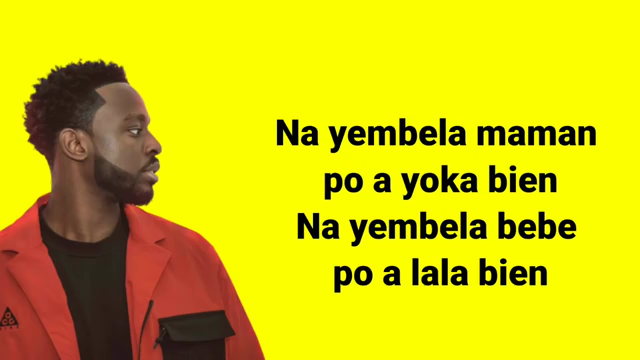 Na yembela maman
po a yoka bien
Na yembela bebe
po a lala bien